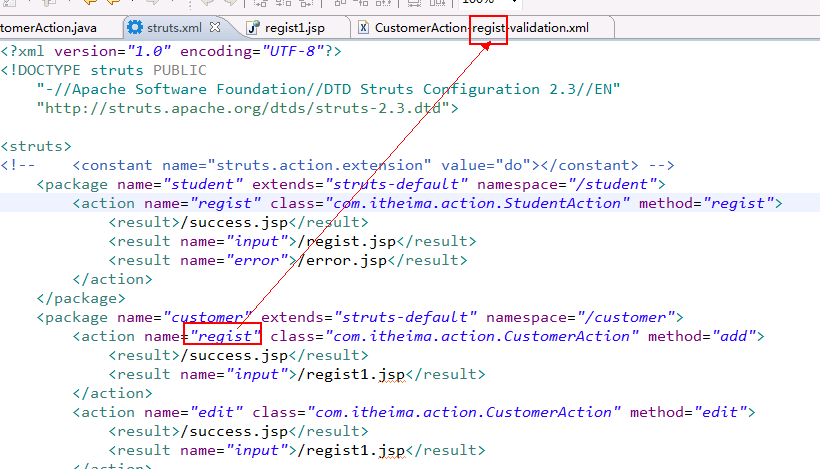 100%
tomerAction.java struts.xml regist1.jsp CustomerAction-regist-validation.xml
<?xml version="1.0" encoding="UTF-8"?>
<!DOCTYPE struts PUBLIC
"-//Apache Software Foundation//DTD Struts Configuration 2.3//EN"
"http://struts.apache.org/dtds/struts-2.3.dtd">
<struts>
<!-- <constant name="struts.action.extension" value="do"></constant> -->
<package name="student" extends="struts-default" namespace="/student">
<action name="regist" class="com.itheima.action.StudentAction" method="regist">
<result>/success.jsp</result>
<result name="input">/regist.jsp</result>
<result name="error">/error.jsp</result>
</action>
</package>
<package name="customer" extends="struts-default" namespace="/customer">
<action name="regist" class="com.itheima.action.CustomerAction" method="add">
<result>/success.jsp</result>
<result name="input">/regist1.jsp</result>
</action>
<action name="edit" class="com.itheima.action.CustomerAction" method="edit">
<result>/success.jsp</result>
<result name="input">/regist1.jsp</result>